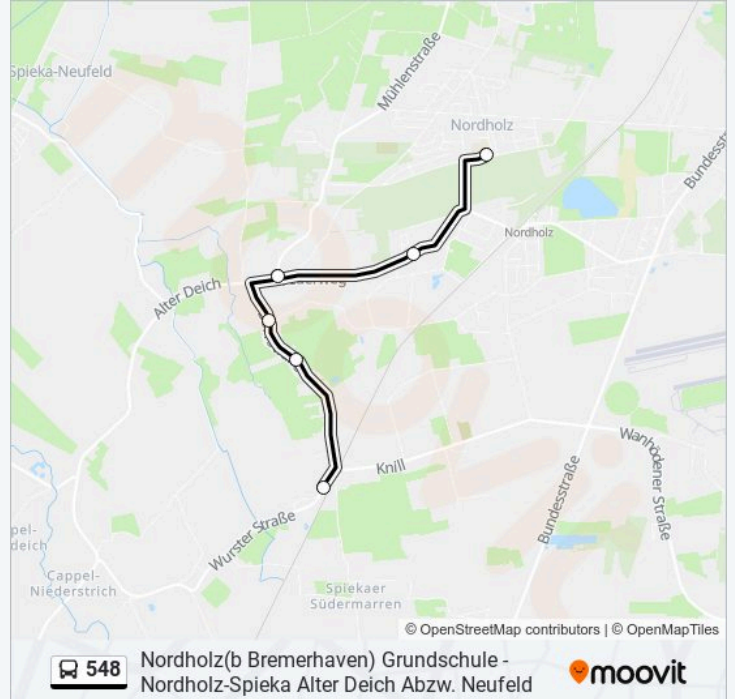 Spieka-Neufeld
Mühlenstraße
Nordholz
Bundesstr
Nordholz
Alter Deich
Knill
Wanhödener Straße
Bundesstraße
Wurster Straße
pel-
deich
Cappel-
Niederstrich
Spiekaer
Südermarren
© OpenStreetMap contributors | © OpenMapTiles
548
Nordholz(b Bremerhaven) Grundschule -
Nordholz-Spieka Alter Deich Abzw. Neufeld
moovit